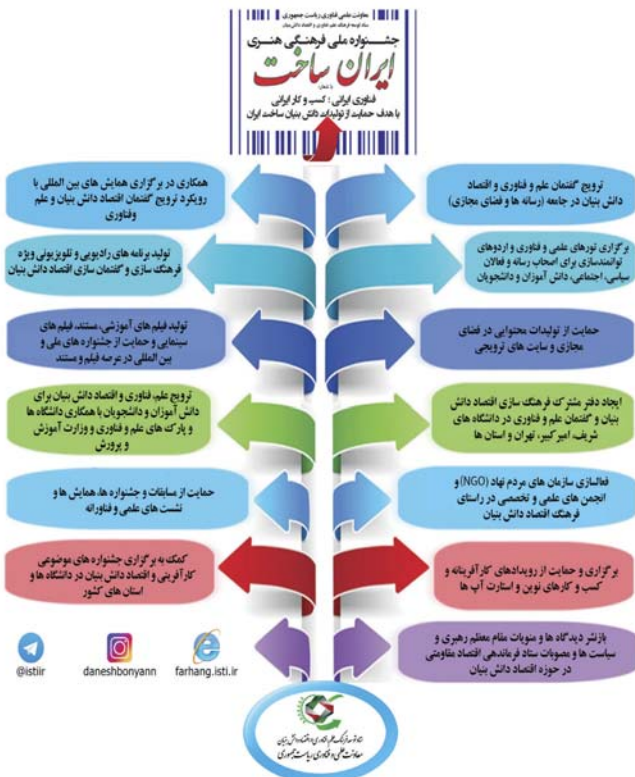 معاونت علمی فناوری ریاست جمهوری
ستاد توسعه فرهنگ علم، فناوری و اقتصاد دانش‌بنیان
جشنواره ملی فرهنگی هنری
ایران ساخت
با شعار:
فناوری ایرانی؛ کسب و کار ایرانی
با هدف حمایت از تولیدات دانش بنیان ساخت ایران
ترویج گفتمان علم و فناوری و اقتصاد
دانش بنیان در جامعه (رسانه ها و فضای مجازی)
همکاری در برگزاری همایش های بین المللی با
رویکرد ترویج گفتمان اقتصاد دانش بنیان و علم
وفناوری
برگزاری تورهای علمی و فناوری و اردوهای
توانمندسازی برای اصحاب رسانه و فعالان
سیاسی، اجتماعی، دانش آموزان و دانشجویان
تولید برنامه های رادیویی و تلویزیونی ویژه
فرهنگ سازی و گفتمان سازی اقتصاد دانش بنیان
حمایت از تولیدات محتوایی در فضای
مجازی و سایت های ترویجی
تولید فیلم های آموزشی، مستند، فیلم های
سینمایی و حمایت از جشنواره های ملی و
بین المللی در عرصه فیلم و مستند
ایجاد دفتر مشترک فرهنگ سازی اقتصاد دانش
بنیان و گفتمان علم و فناوری در دانشگاه های
شریف، امیرکبیر، تهران و استان ها
ترویج علم، فناوری و اقتصاد دانش بنیان برای
دانش آموزان و دانشجویان با همکاری دانشگاه ها
و پارک های علم و فناوری و وزارت آموزش
و پرورش
فعالسازی سازمان های مردم نهاد (NGO) و
انجمن های علمی و تخصصی در راستای
فرهنگ اقتصاد دانش بنیان
حمایت از مسابقات و جشنواره ها، همایش ها و
نشست های علمی و فناورانه
برگزاری و حمایت از رویدادهای کارآفرینانه و
کسب و کارهای نوین و استارت آپ ها
کمک به برگزاری جشنواره های موضوعی
کارآفرینی و اقتصاد دانش بنیان در دانشگاه ها و
استان های کشور
بازنشر دیدگاه ها و منویات مقام معظم رهبری و
سیاست ها و مصوبات ستاد فرماندهی اقتصاد مقاومتی
در حوزه اقتصاد دانش بنیان
@istiir
daneshbonyann
farhang.isti.ir
ستاد توسعه فرهنگ علم، فناوری و اقتصاد دانش بنیان
معاونت علمی و فناوری ریاست جمهوری